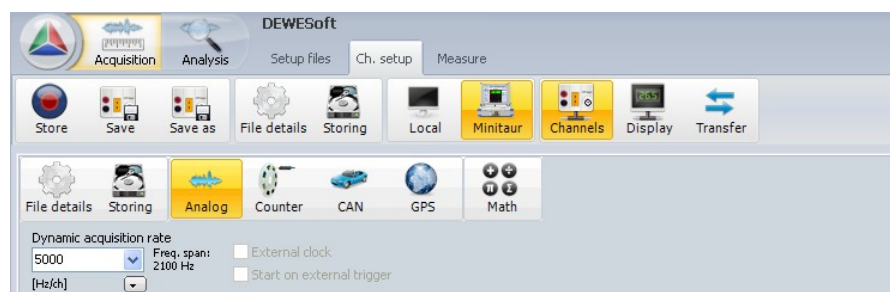 DEWESoft
Acquisition Analysis Setup files Ch. setup Measure
Store Save Save as File details Storing Local Minitaur Channels Display Transfer
File details Storing Analog Counter CAN GPS Math
Dynamic acquisition rate
5000 Freq. span: External clock
2100 Hz
[Hz/ch] Start on external trigger